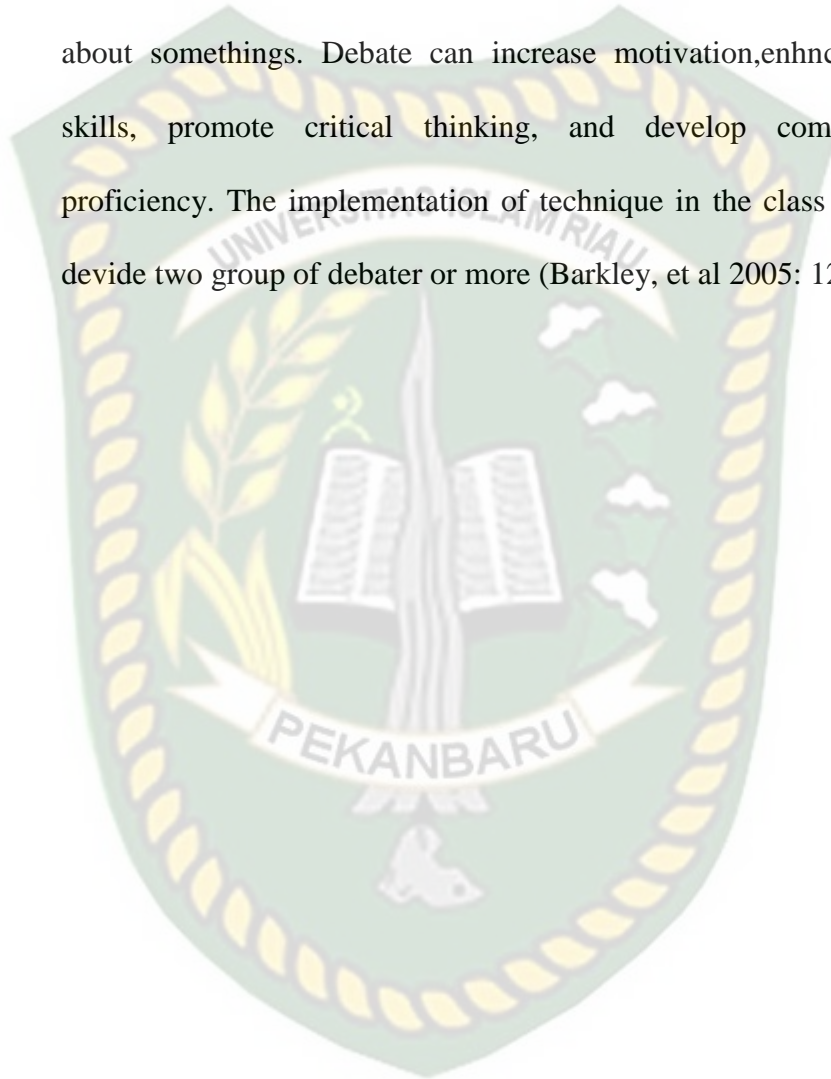 about somethings. Debate can increase motivation,enhnc
skills, promote critical thinking, and develop com
proficiency. The implementation of technique in the class
devide two group of debater or more (Barkley, et al 2005: 12
UNIVERSITAS ISLAM RIAU
PEKANBARU